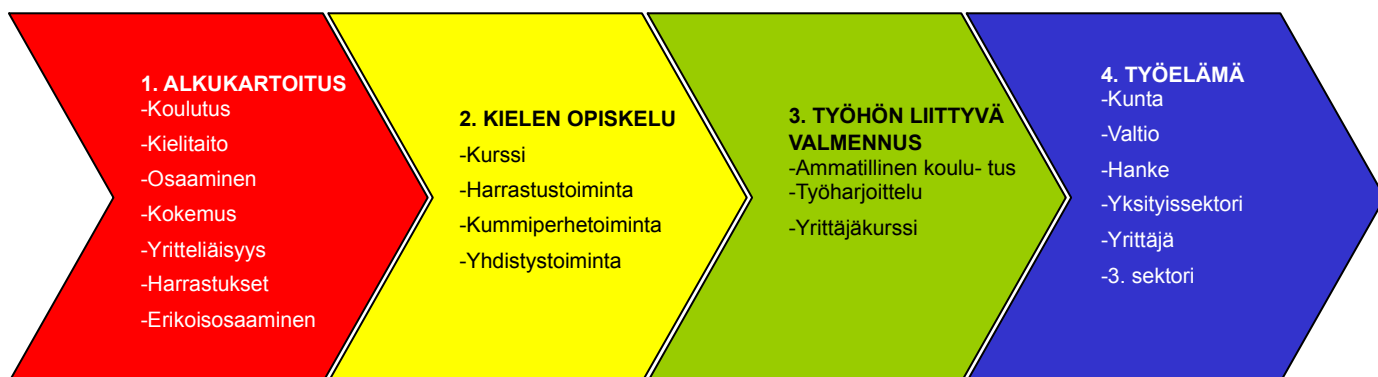 1. ALKUKARTOITUS
-Koulutus
-Kielitaito
-Osaaminen
-Kokemus
-Yritteliäisyys
-Harrastukset
-Erikoisosaaminen
2. KIELEN OPISKELU
-Kurssi
-Harrastustoiminta
-Kummiperhetoiminta
-Yhdistystoiminta
3. TYÖHÖN LIITTYVÄ
VALMENNUS
-Ammatillinen koulu- tus
-Työharjoittelu
-Yrittäjäkurssi
4. TYÖELÄMÄ
-Kunta
-Valtio
-Hanke
-Yksityissektori
-Yrittäjä
-3. sektori